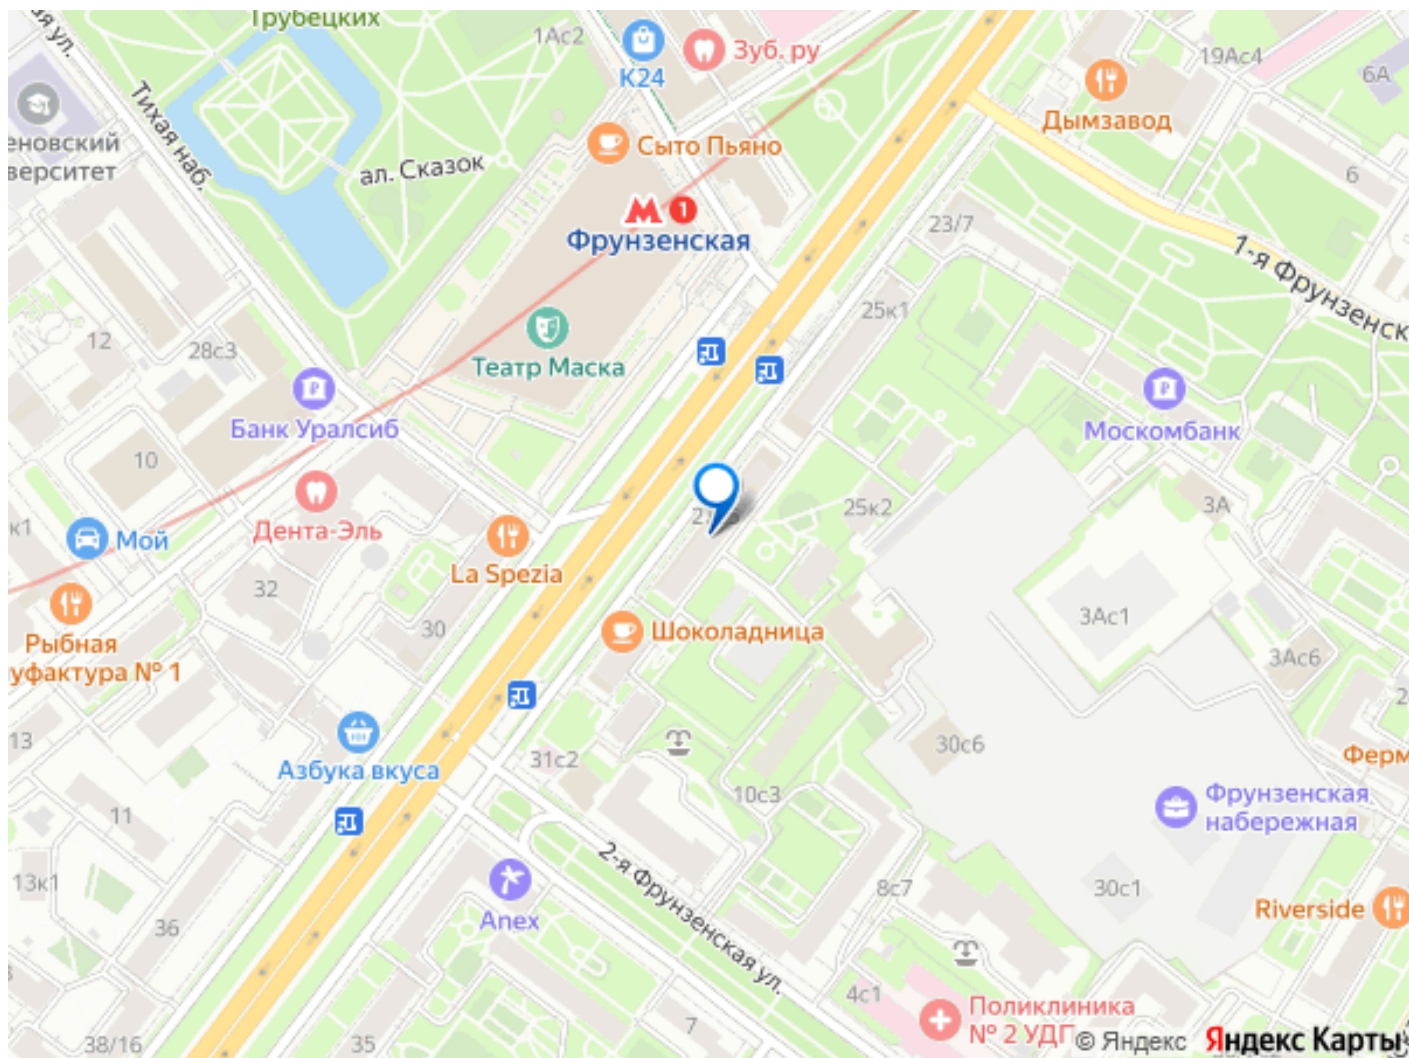 Трубецких
1Ас2
К24
Зуб. ру
19Ас4
6А
Дымзавод
Тихая наб.
еновский
верситет
ал. Сказок
Сыто Пьяно
1
Фрунзенская
6
23/7
1-я Фрунзенск
25к1
12
28с3
Театр Маска
Банк Уралсиб
Москомбанк
10
3А
25к2
к1
Мой
Дента-Эль
La Spezia
32
30
Рыбная
уфактура № 1
Шоколадница
3Ас1
3Ас6
13
Азбука вкуса
31с2
30с6
10с3
Ферм
Фрунзенская
набережная
11
13к1
Anex
2-я Фрунзенская ул.
8с7
30с1
Riverside
36
4с1
7
Поликлиника
№ 2 УДГ
38/16
35
© Яндекс Яндекс Карты